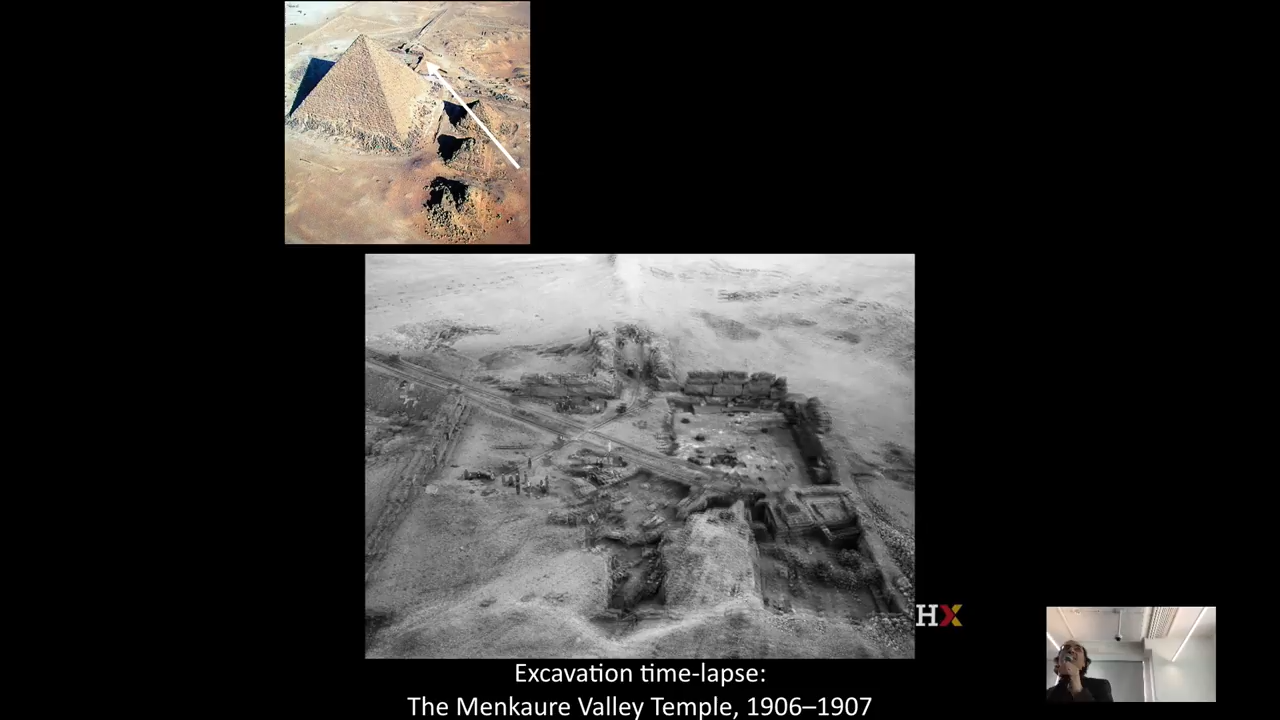 HX
Excavation time-lapse:
The Menkaure Valley Temple, 1906–1907